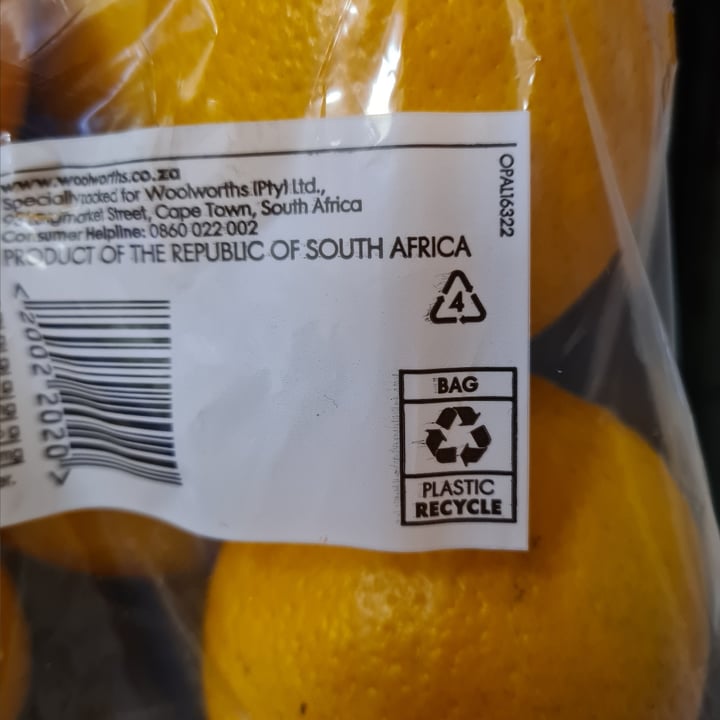 www.woolworths.co.za
Specially packed for Woolworths (Pty) Ltd.,
Street, Cape Town, South Africa
Consumer Helpline: 0860 022 002
PRODUCT OF THE REPUBLIC OF SOUTH AFRICA
OPAL16322
4
<2002 2020>
BAG
PLASTIC
RECYCLE